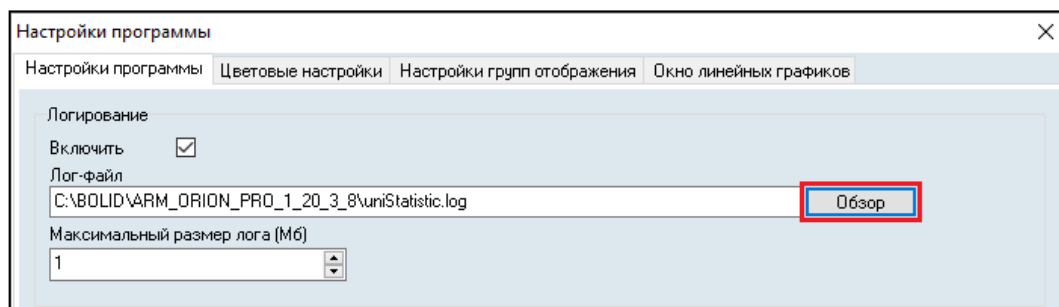 Настройки программы
Настройки программы Цветовые настройки Настройки групп отображения Окно линейных графиков
Логирование
Включить
Лог-файл
C:\BOLID\ARM_ORION_PRO_1_20_3_8\uniStatistic.log Обзор
Максимальный размер лога (Мб)
1